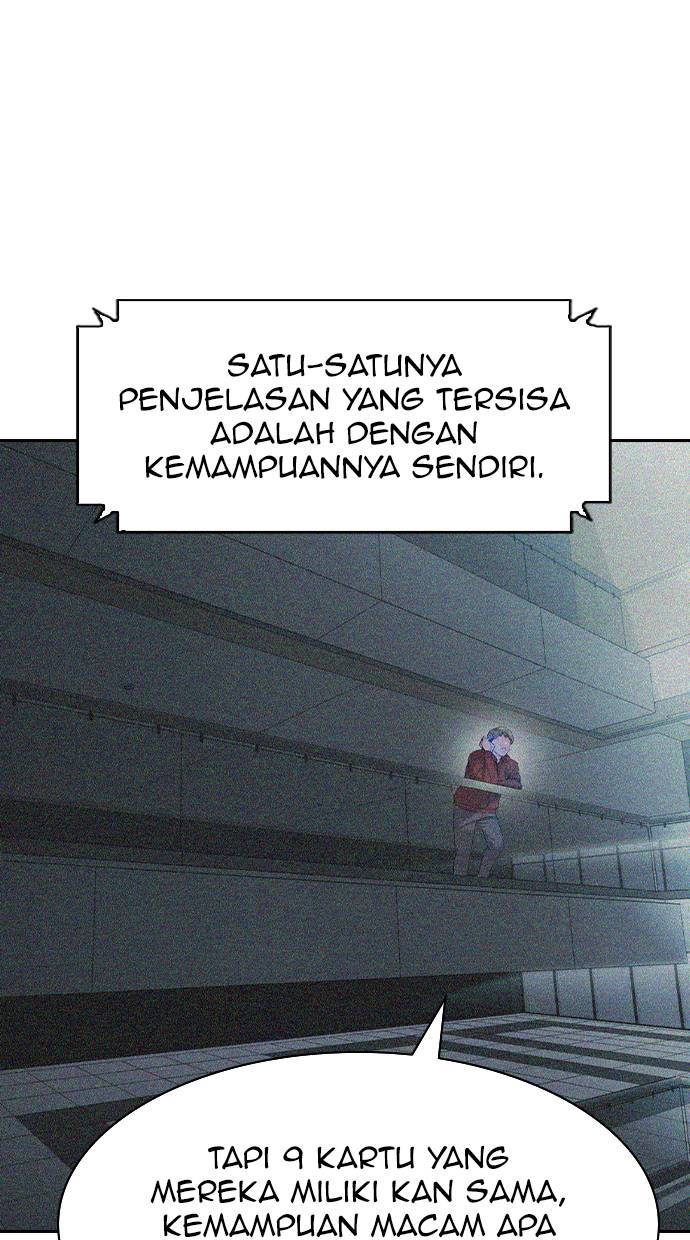 SATU-SATUNYA
PENJELASAN YANG TERSISA
ADALAH DENGAN
KEMAMPUANNYA SENDIRI.
TAPI 9 KARTU YANG
MEREKA MILIKI KAN SAMA,
KEMAMPUAN MACAM APA